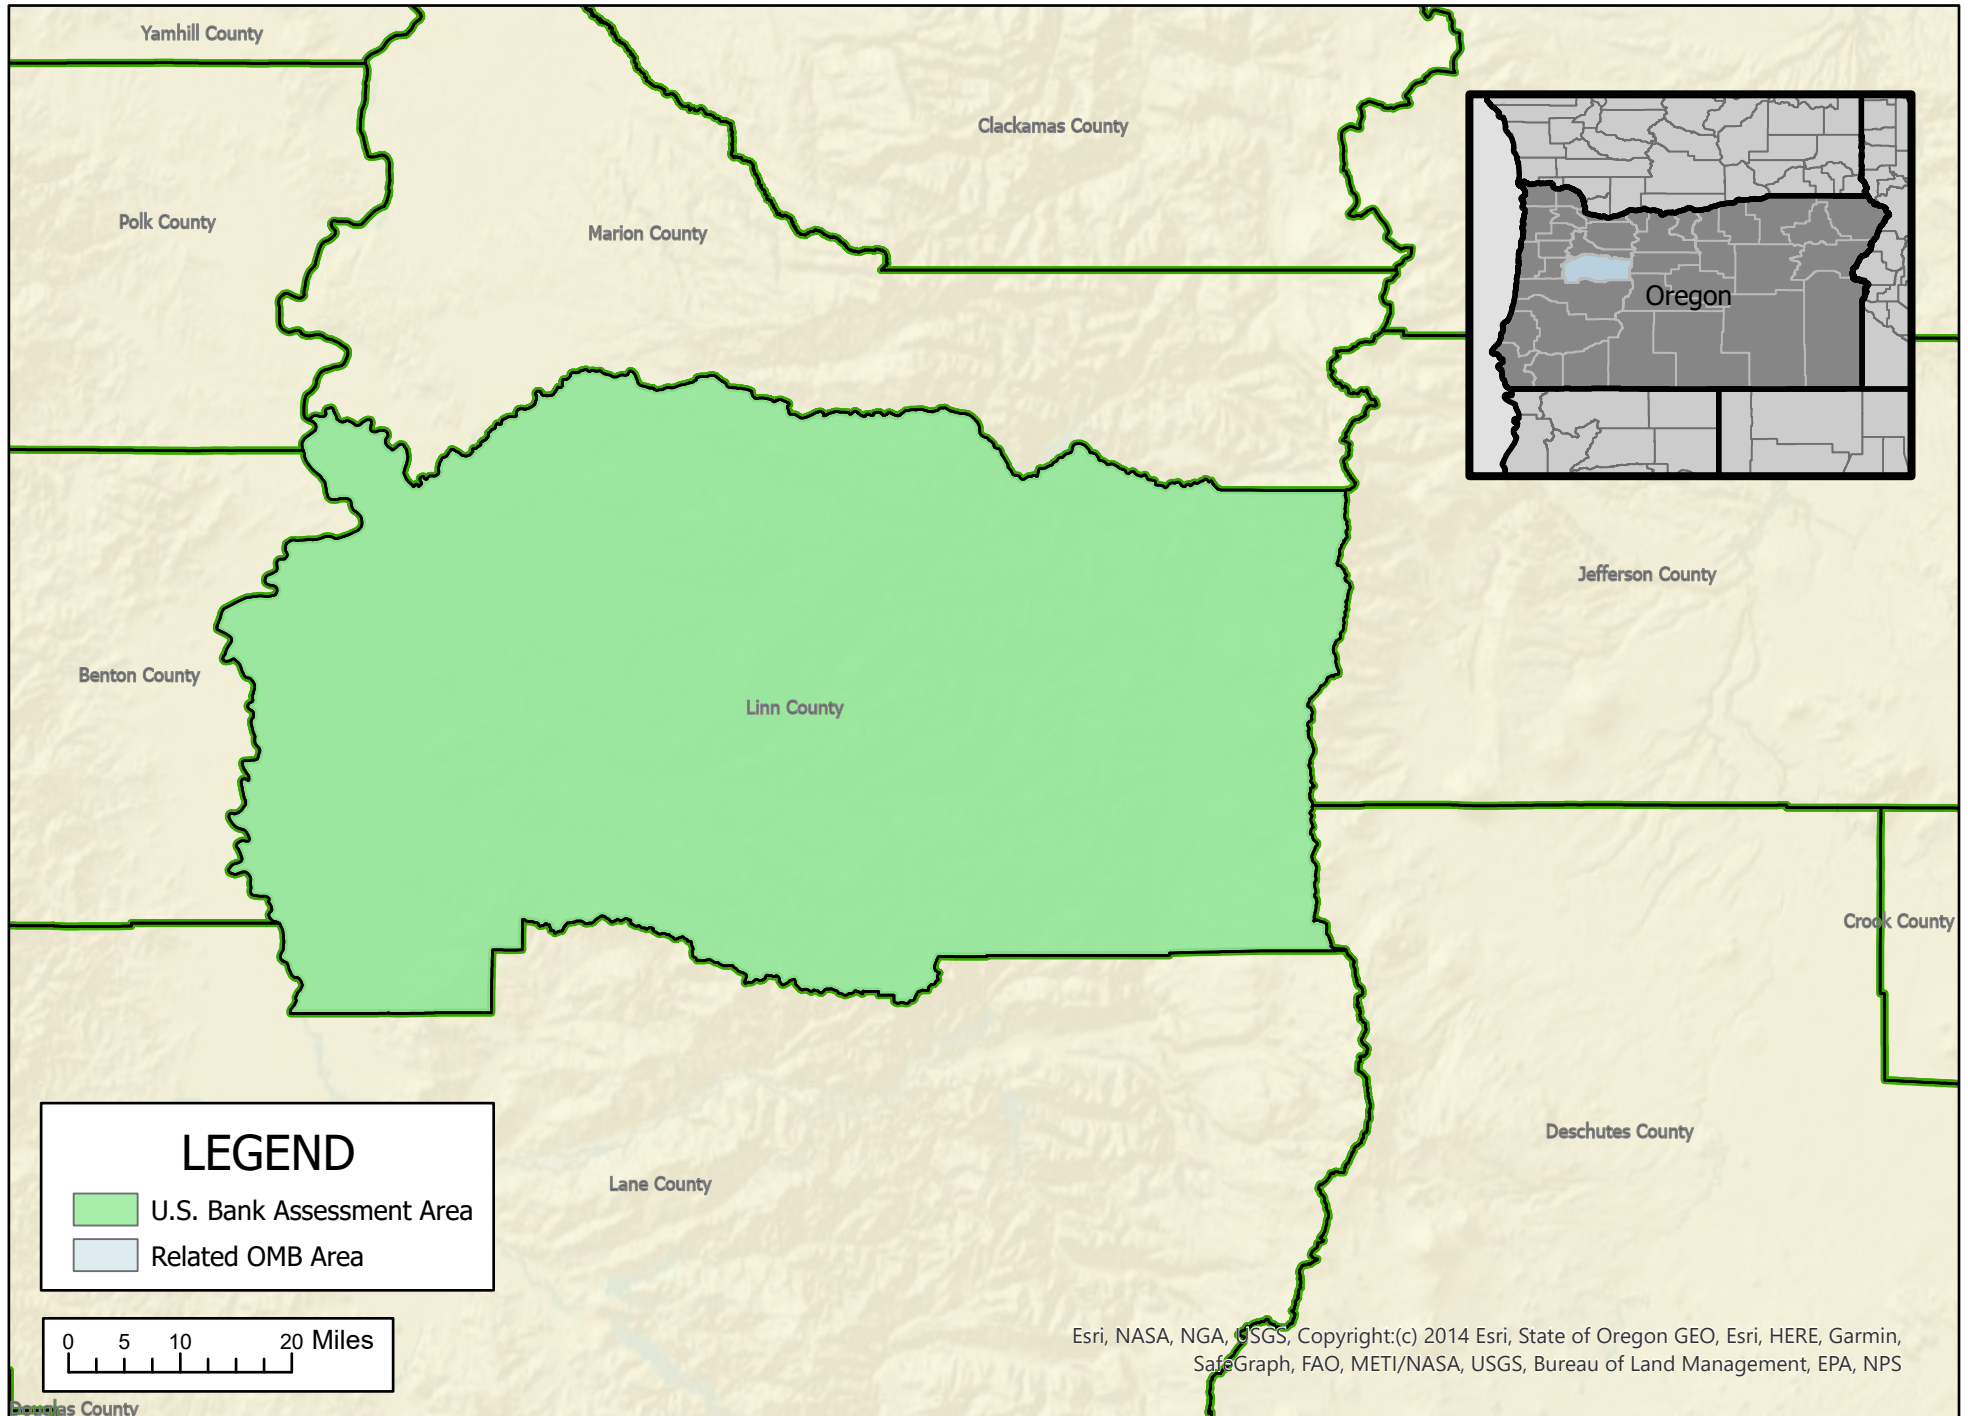 Yamhill County
Clackamas County
Polk County
Marion County
Oregon
Jefferson County
Benton County
Linn County
Crook County
Deschutes County
Lane County
LEGEND
U.S. Bank Assessment Area
Related OMB Area
0 5 10 20 Miles
Esri, NASA, NGA, USGS, Copyright:(c) 2014 Esri, State of Oregon GEO, Esri, HERE, Garmin,
SafeGraph, FAO, METI/NASA, USGS, Bureau of Land Management, EPA, NPS
Douglas County